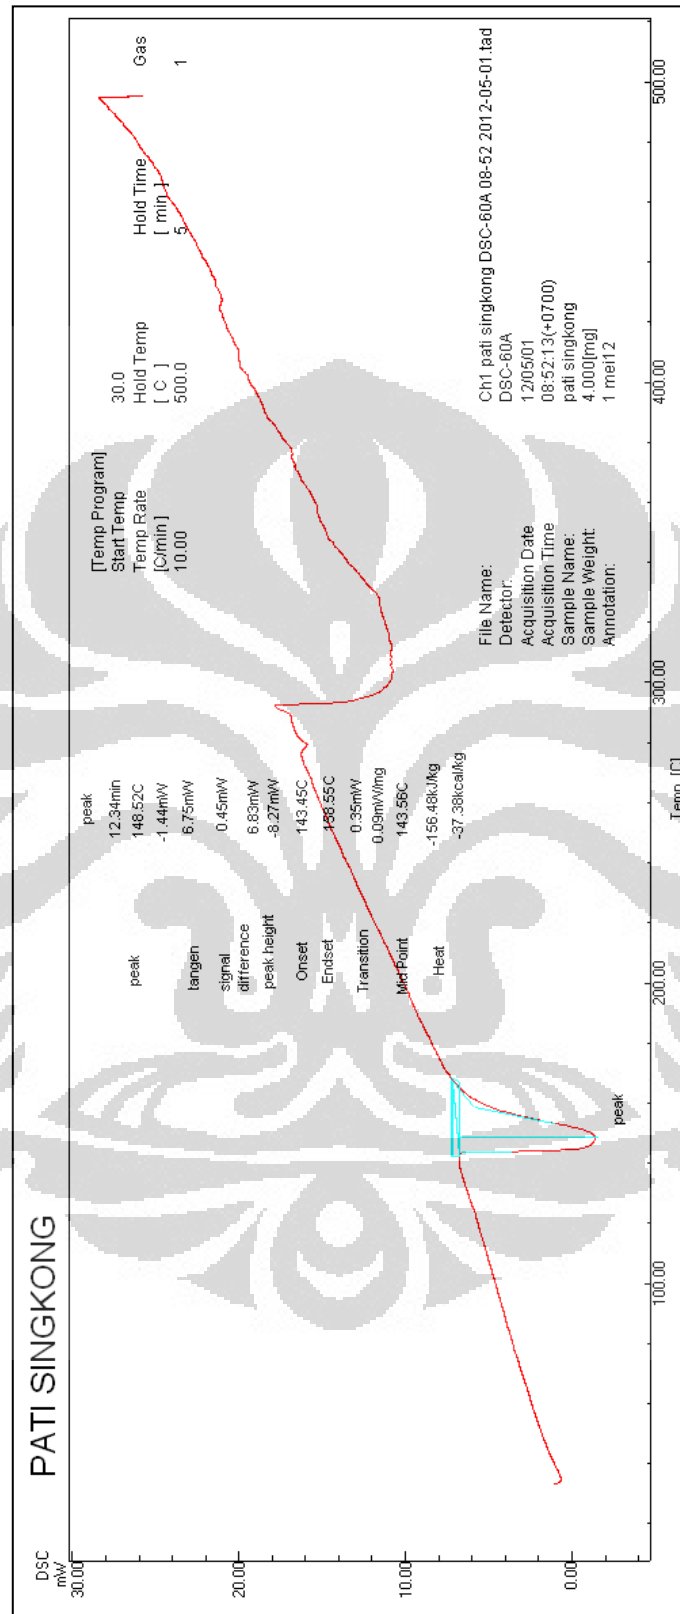 PATI SINGKONG
DSC
mW
30.00
20.00
10.00
0.00
100.00
200.00
300.00
400.00
500.00
Temp [C]
[Temp Program]
Start Temp 30.0
Temp Rate Hold Temp Hold Time Gas
[C/min ] [ C ] [ min ]
10.00 500.0 5 1
peak
12.34min
peak 148.52C
-1.44mW
tangen 6.75mW
signal 0.45mW
difference 6.83mW
peak height -8.27mW
Onset 143.45C
Endset 158.55C
Transition 0.35mW
0.09mW/mg
Mid Point 143.56C
Heat -156.48kJ/kg
-37.38kcal/kg
peak
File Name: Ch1 pati singkong DSC-60A 08-52 2012-05-01.tad
Detector: DSC-60A
Acquisition Date 12/05/01
Acquisition Time 08:52:13(+0700)
Sample Name: pati singkong
Sample Weight: 4.000[mg]
Annotation: 1 mei12